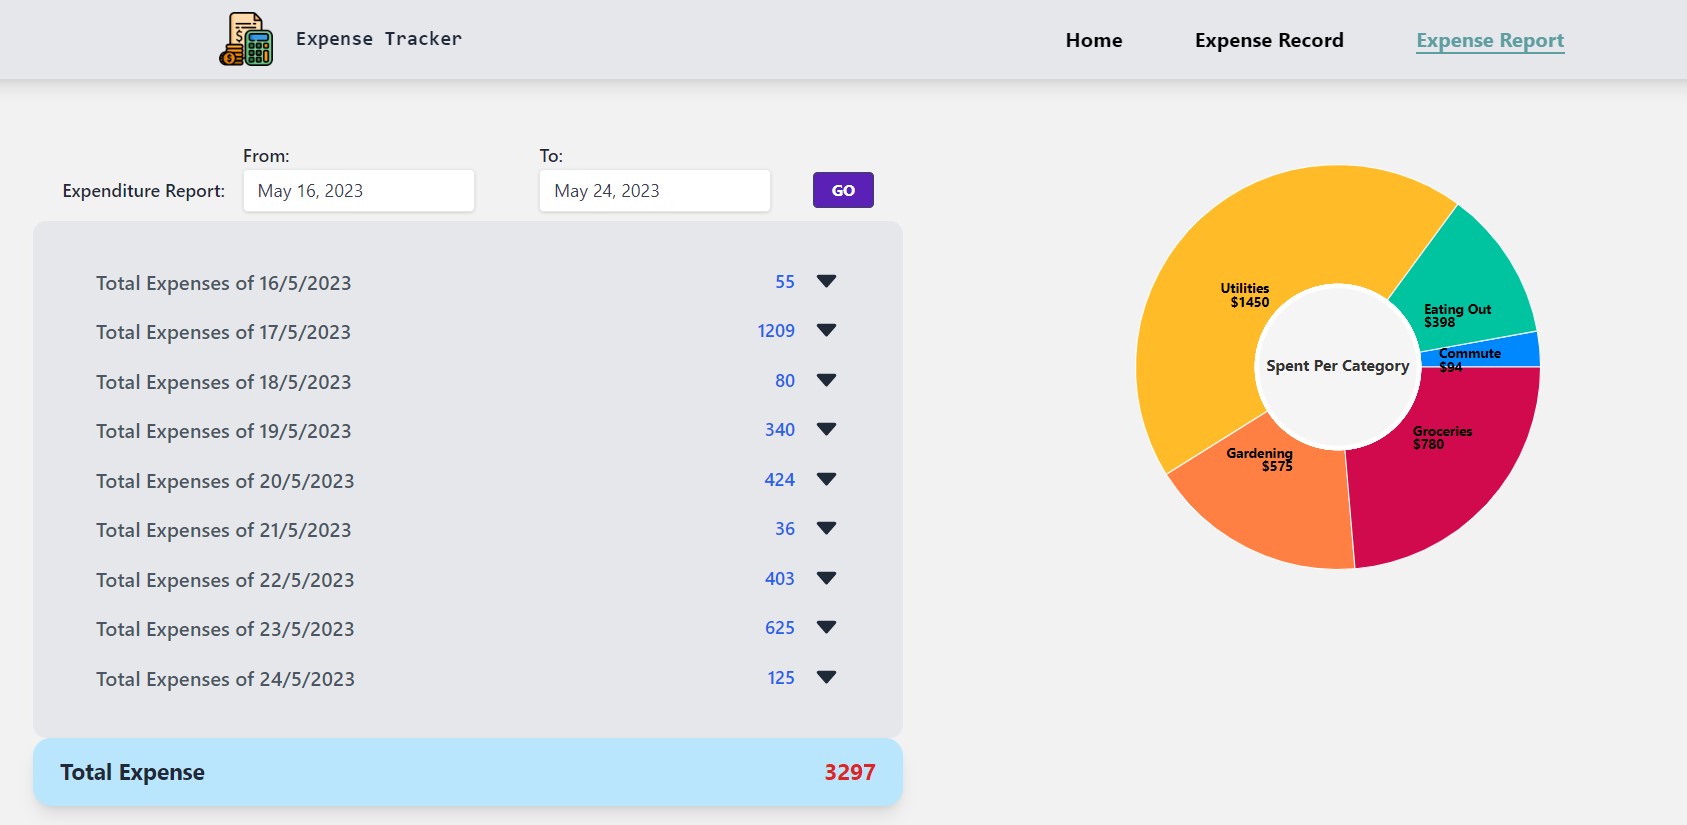 Expense Tracker
Home
Expense Record
Expense Report
From:
To:
Expenditure Report:
May 16, 2023
May 24, 2023
GO
Total Expenses of 16/5/2023 55
Total Expenses of 17/5/2023 1209
Total Expenses of 18/5/2023 80
Total Expenses of 19/5/2023 340
Total Expenses of 20/5/2023 424
Total Expenses of 21/5/2023 36
Total Expenses of 22/5/2023 403
Total Expenses of 23/5/2023 625
Total Expenses of 24/5/2023 125
Total Expense 3297
Utilities
$1450
Eating Out
$398
Commute
$94
Spent Per Category
Groceries
$780
Gardening
$575